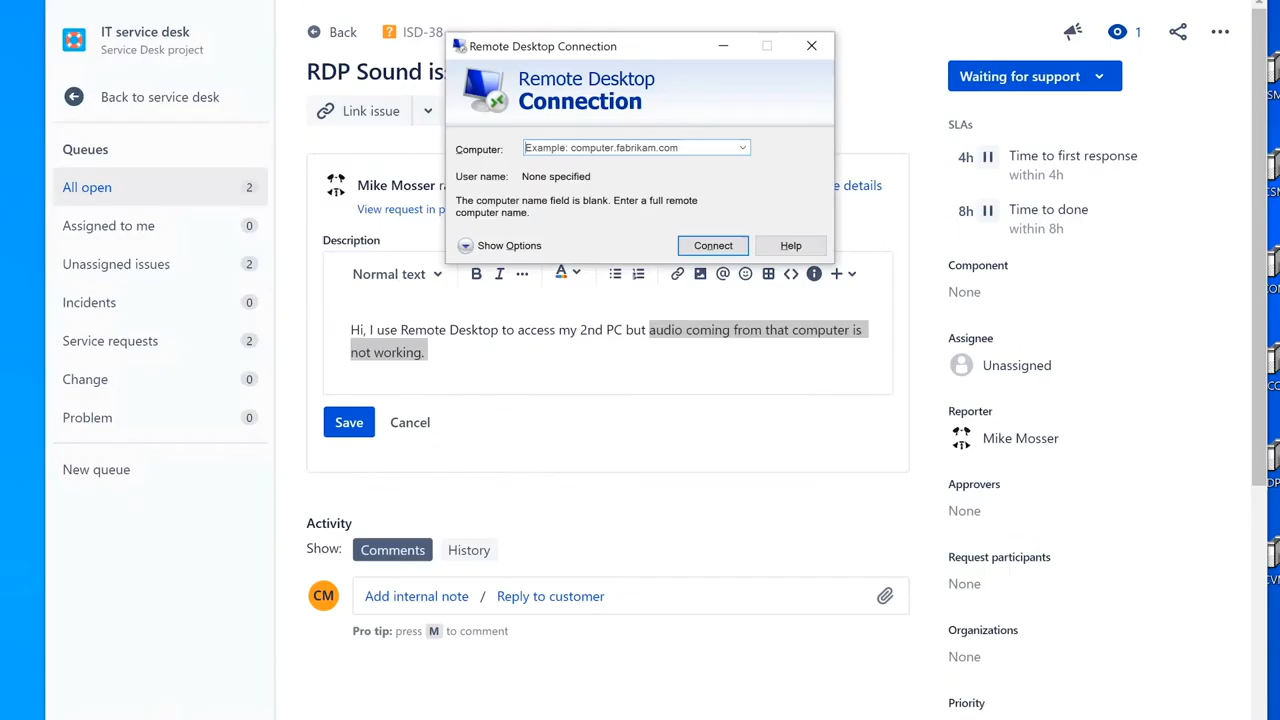 IT service desk
Service Desk project
Back to service desk
Queues
All open 2
Assigned to me 0
Unassigned issues 2
Incidents 0
Service requests 2
Change 0
Problem 0
New queue
Back
ISD-38
1
RDP Sound is
Link issue
Mike Mosser
View request in p
e details
Description
Remote Desktop Connection
Remote Desktop
Connection
Computer: Example: computer.fabrikam.com
User name: None specified
The computer name field is blank. Enter a full remote
computer name.
Show Options
Connect
Help
Normal text
B I A
Hi, I use Remote Desktop to access my 2nd PC but audio coming from that computer is
not working.
Save
Cancel
Activity
Show: Comments History
CM
Add internal note / Reply to customer
Pro tip: press M to comment
Waiting for support
SLAs
4h Time to first response
within 4h
8h Time to done
within 8h
Component
None
Assignee
Unassigned
Reporter
Mike Mosser
Approvers
None
Request participants
None
Organizations
None
Priority